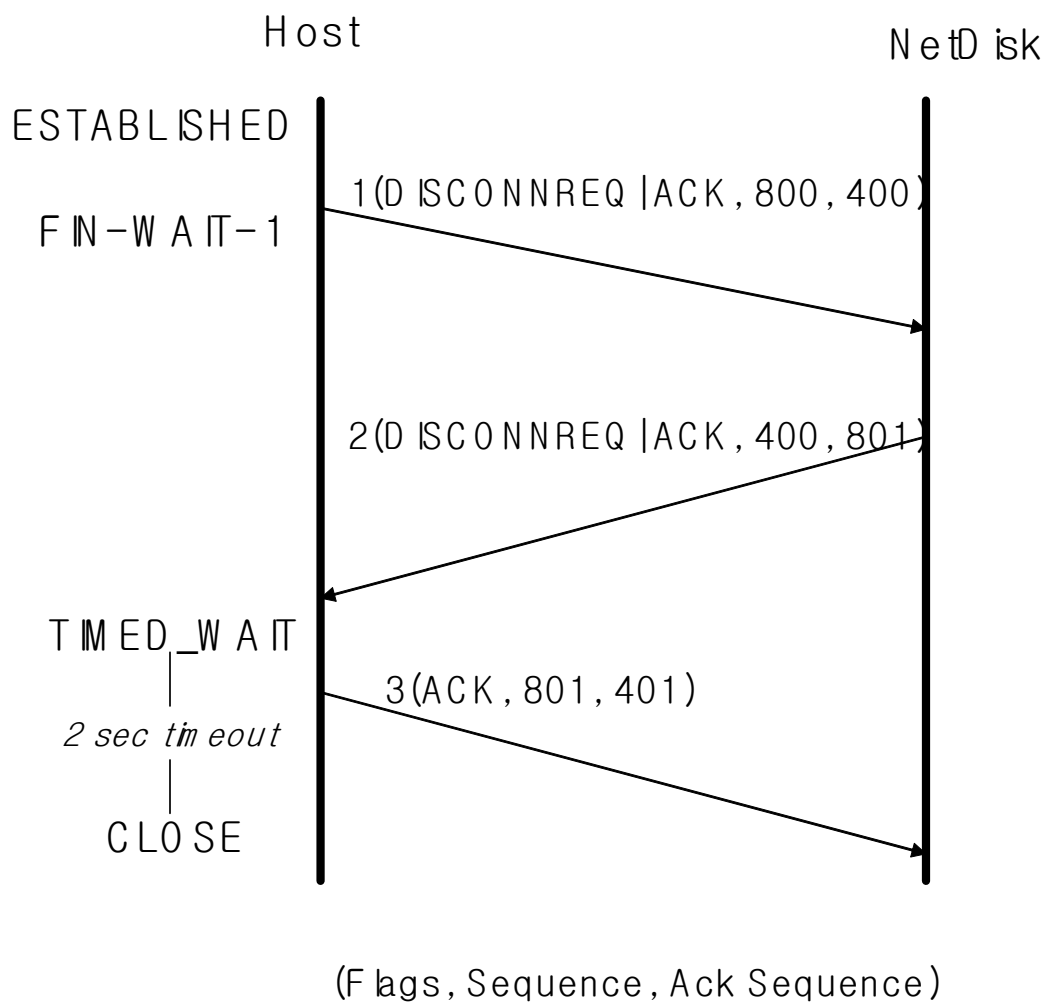 Host
NetDisk
ESTABLISHED
1(DISCONNREQ|ACK,800,400)
FIN-WAIT-1
2(DISCONNREQ|ACK,400,801)
TIMED_WAIT
3(ACK,801,401)
2 sec timeout
CLOSE
(Flags,Sequence,Ack Sequence)